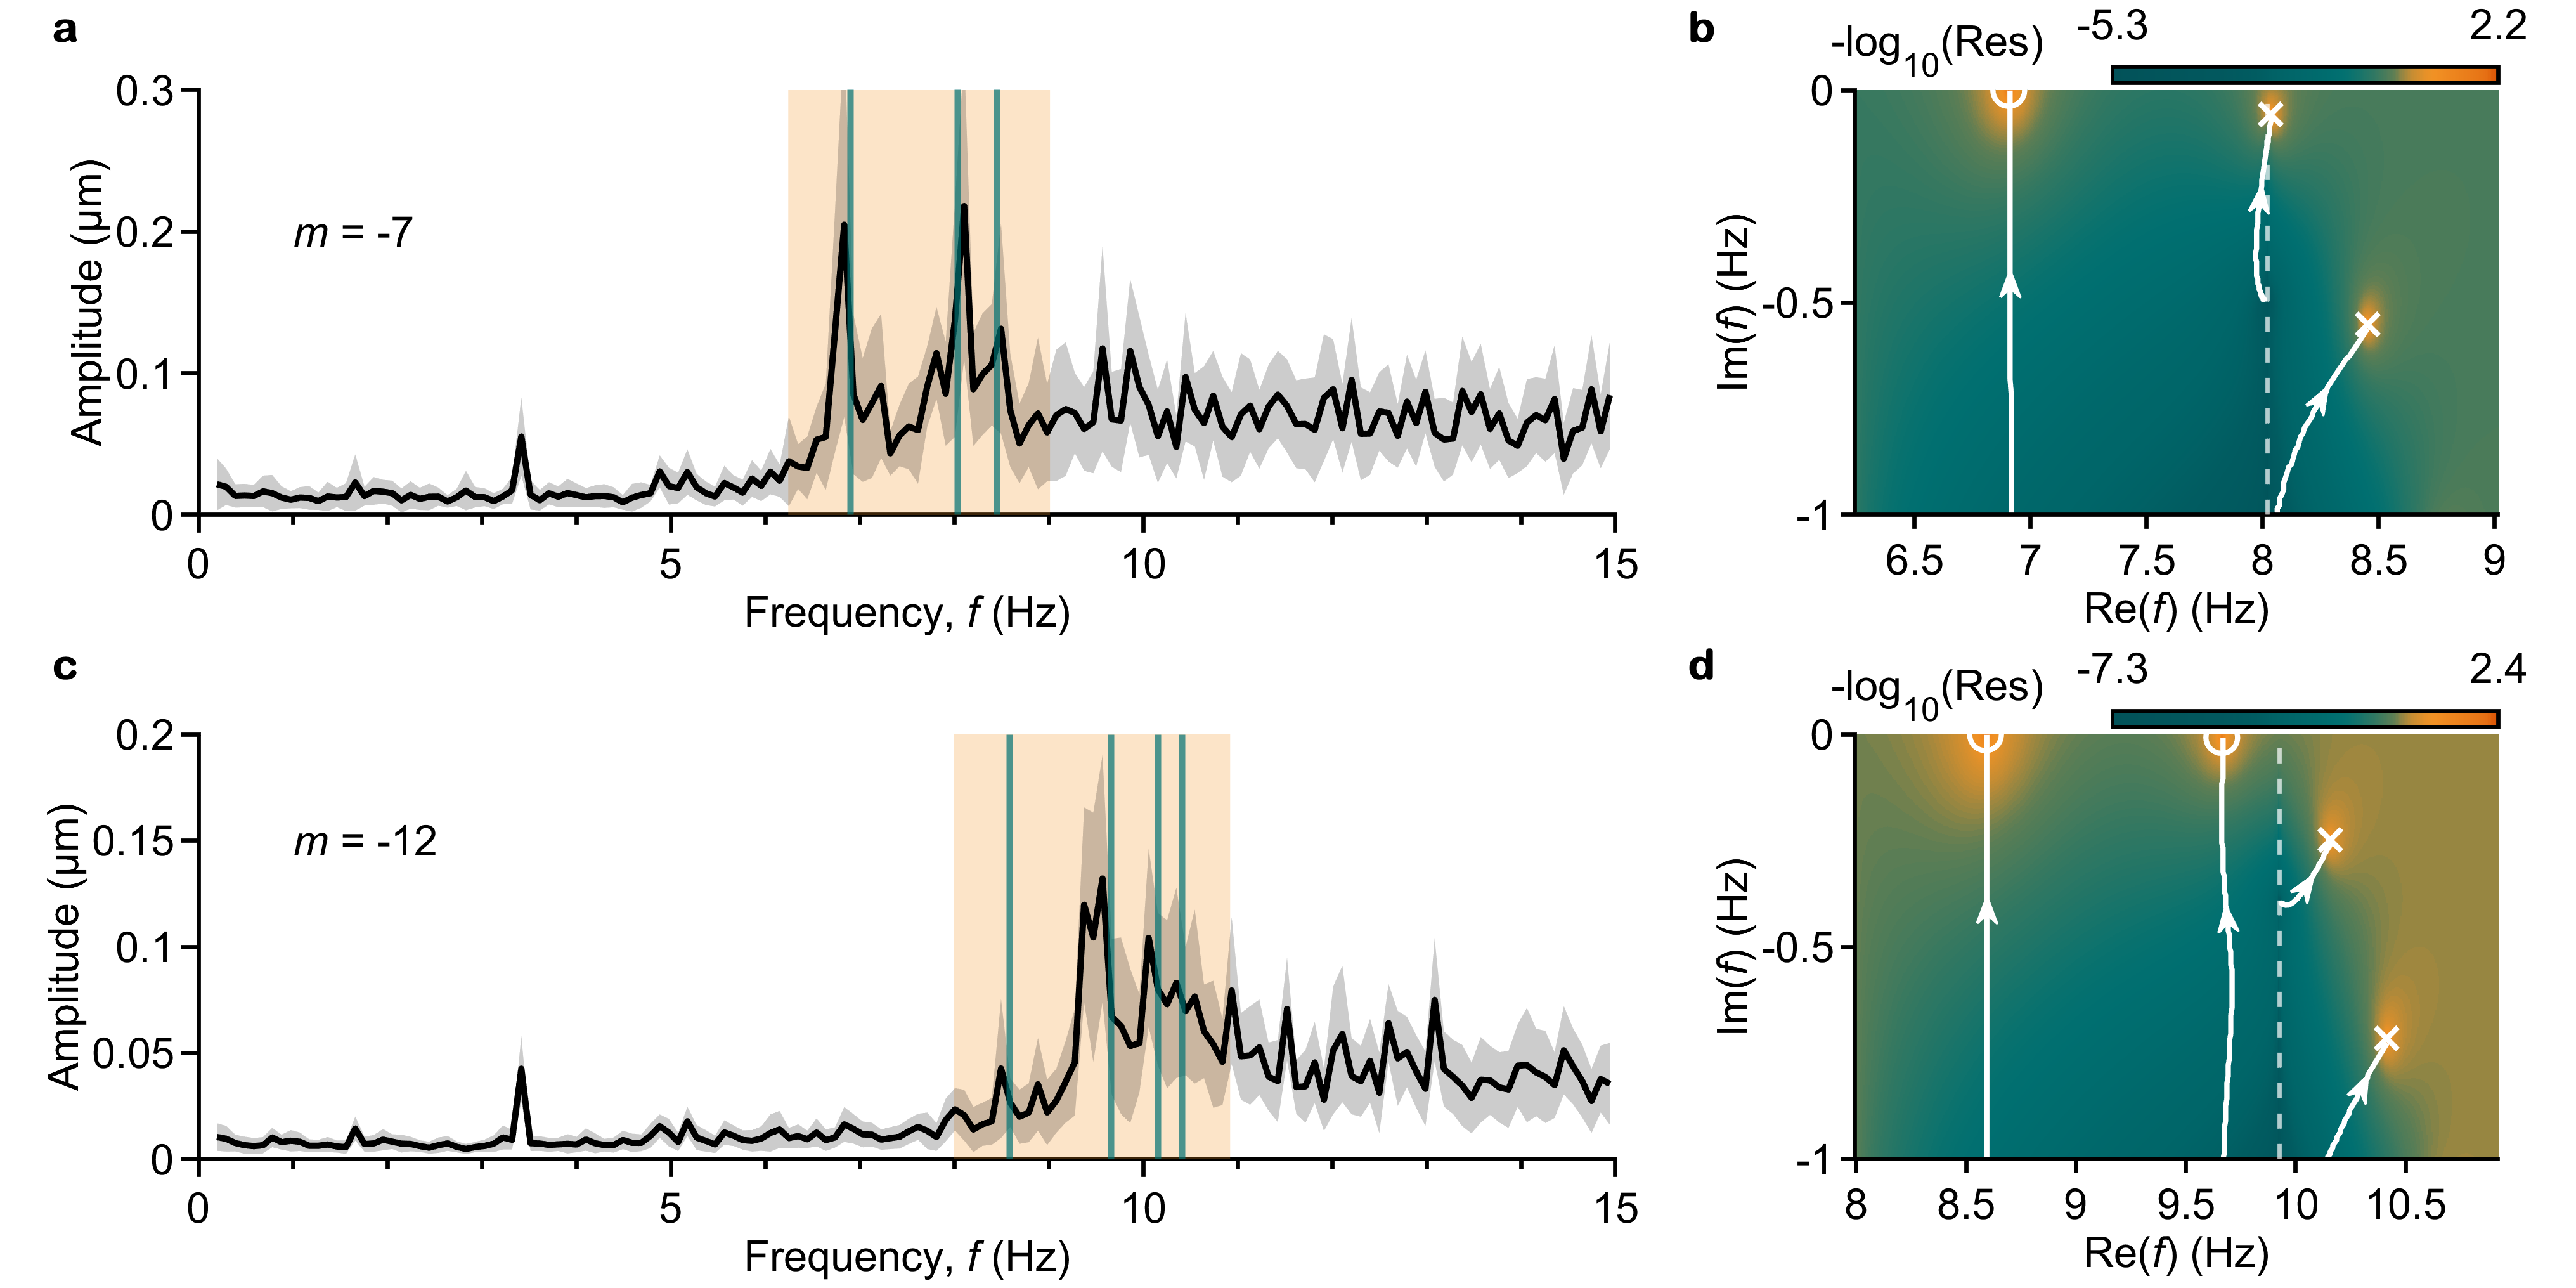 a
0.3
0.2
0.1
0
Amplitude (μm)
m = -7
0 5 10 15
Frequency, f (Hz)
b
-log10(Res) -5.3 2.2
0
-0.5
-1
Im(f) (Hz)
6.5 7 7.5 8 8.5 9
Re(f) (Hz)
c
0.2
0.15
0.1
0.05
0
Amplitude (μm)
m = -12
0 5 10 15
Frequency, f (Hz)
d
-log10(Res) -7.3 2.4
0
-0.5
-1
Im(f) (Hz)
8 8.5 9 9.5 10 10.5
Re(f) (Hz)